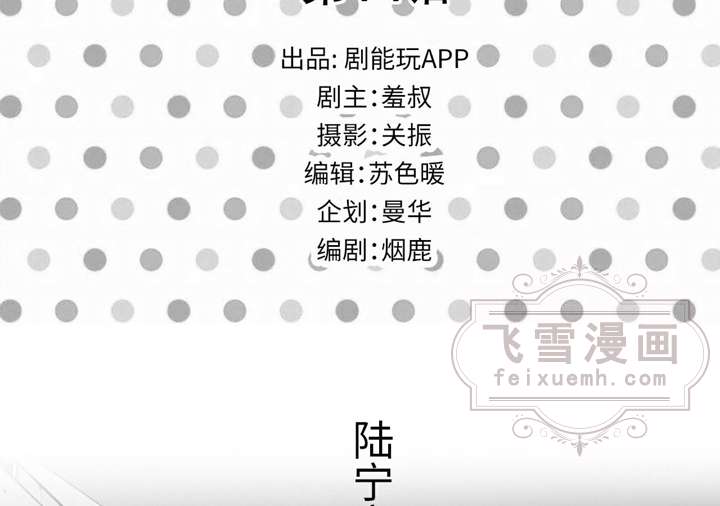 出品: 剧能玩APP
剧主:羞叔
摄影:关振
编辑:苏色暖
企划:曼华
编剧:烟鹿
飞雪漫画
feixuemh.com
陆
宁